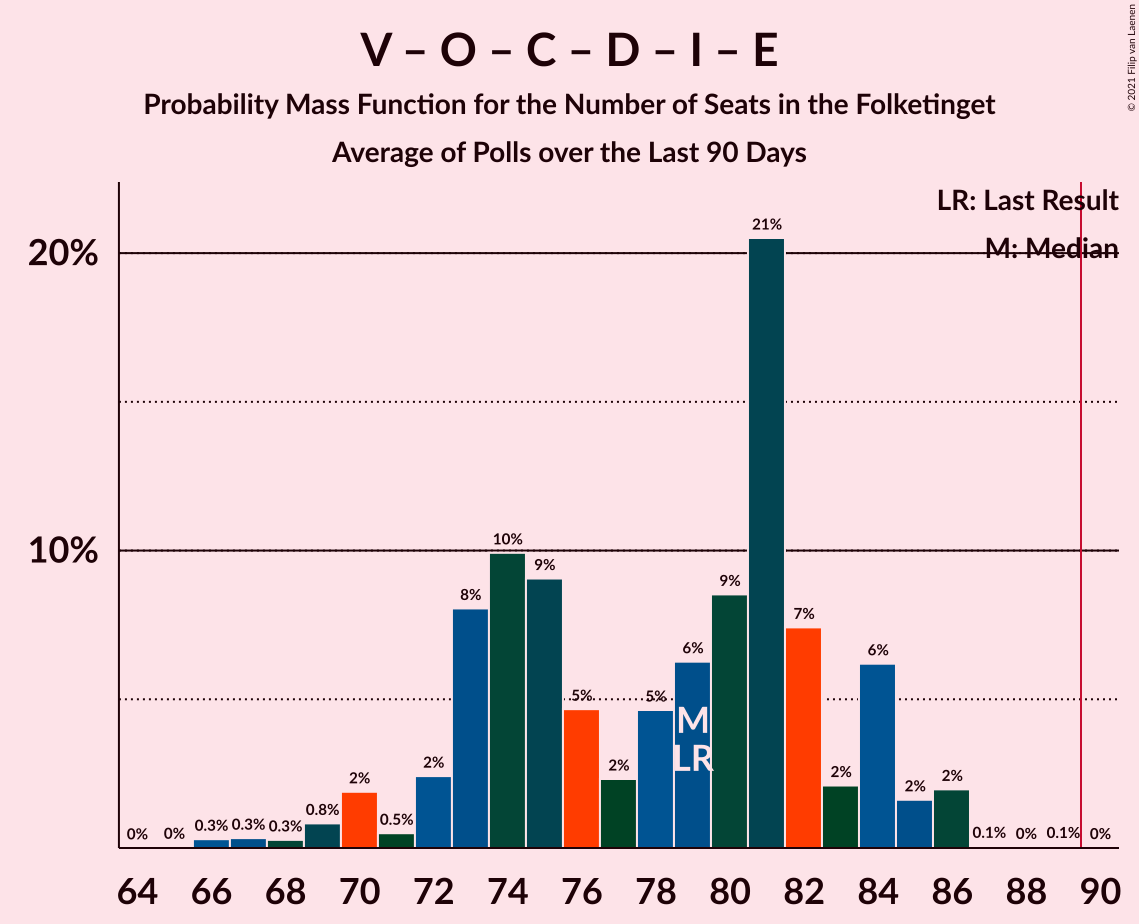 V – O – C – D – I – E
Probability Mass Function for the Number of Seats in the Folketinget
Average of Polls over the Last 90 Days
© 2021 Filip van Laenen
LR: Last Result
M: Median
20%
10%
0% 0% 0.3% 0.3% 0.3% 0.8% 2% 0.5% 2% 8% 10% 9% 5% 2% 5% 6% 9% 21% 7% 2% 6% 2% 2% 0.1% 0% 0.1% 0%
M
LR
64 66 68 70 72 74 76 78 80 82 84 86 88 90